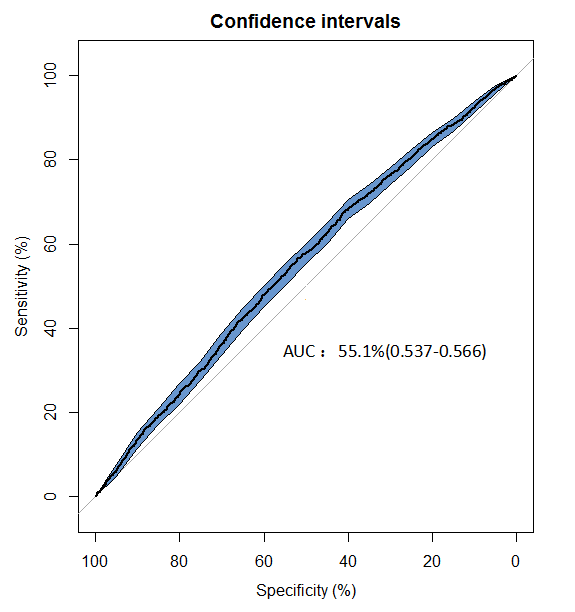 Confidence intervals
100
80
60
40
20
0
Sensitivity (%)
AUC ： 55.1%(0.537-0.566)
100 80 60 40 20 0
Specificity (%)